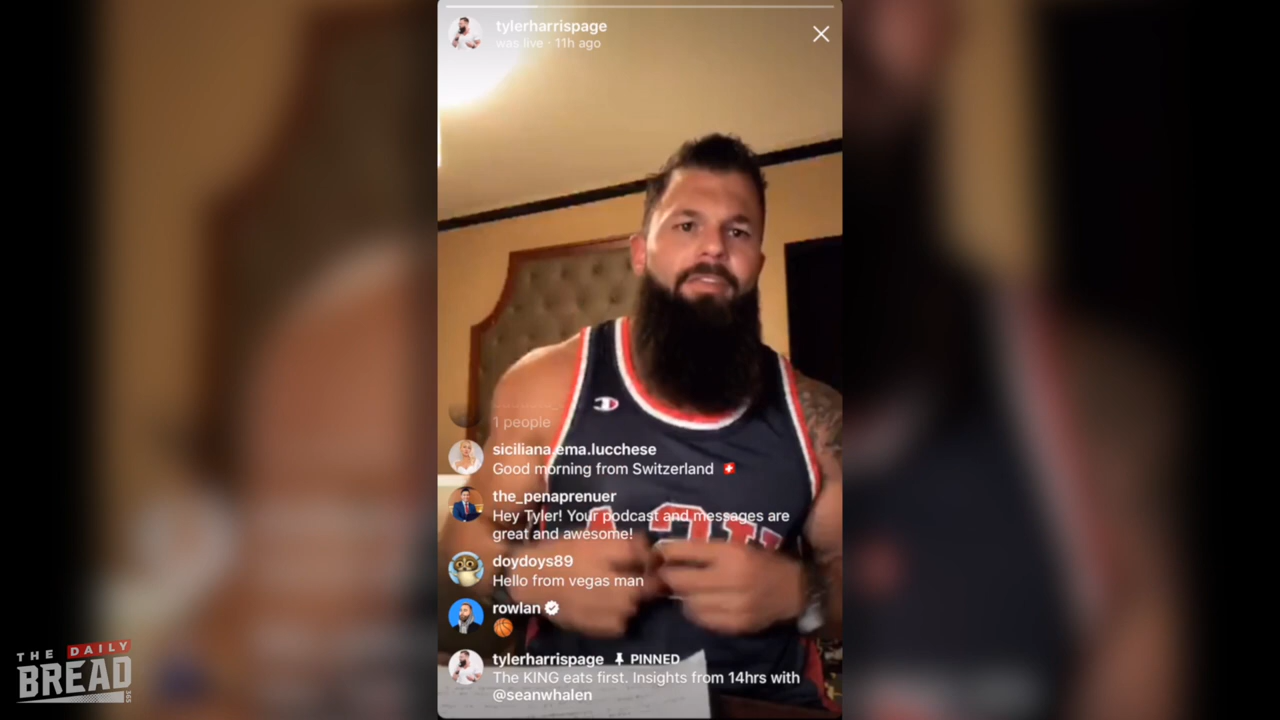 tylerharrispage
was live · 11h ago
1 people
siciliana.ema.lucchese
Good morning from Switzerland 🇨🇭
the_penaprenuer
Hey Tyler! Your podcast and messages are
great and awesome!
doydoys89
Hello from vegas man
rowlan
🏀
tylerharrispage 📌 PINNED
The KING eats first. Insights from 14hrs with
@seanwhalen
THE DAILY
BREAD
365